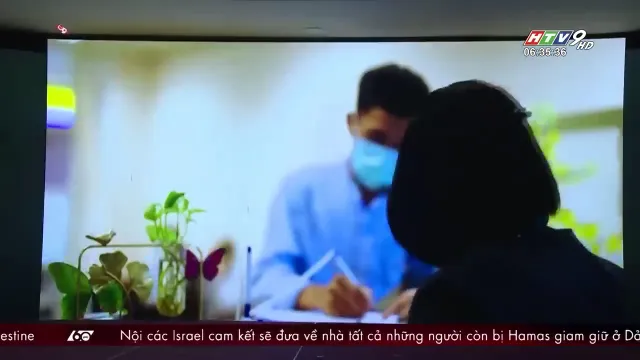 HTV9 HD
06:35:36
estine 60 Nội các Israel cam kết sẽ đưa về nhà tất cả những người còn bị Hamas giam giữ ở Dả